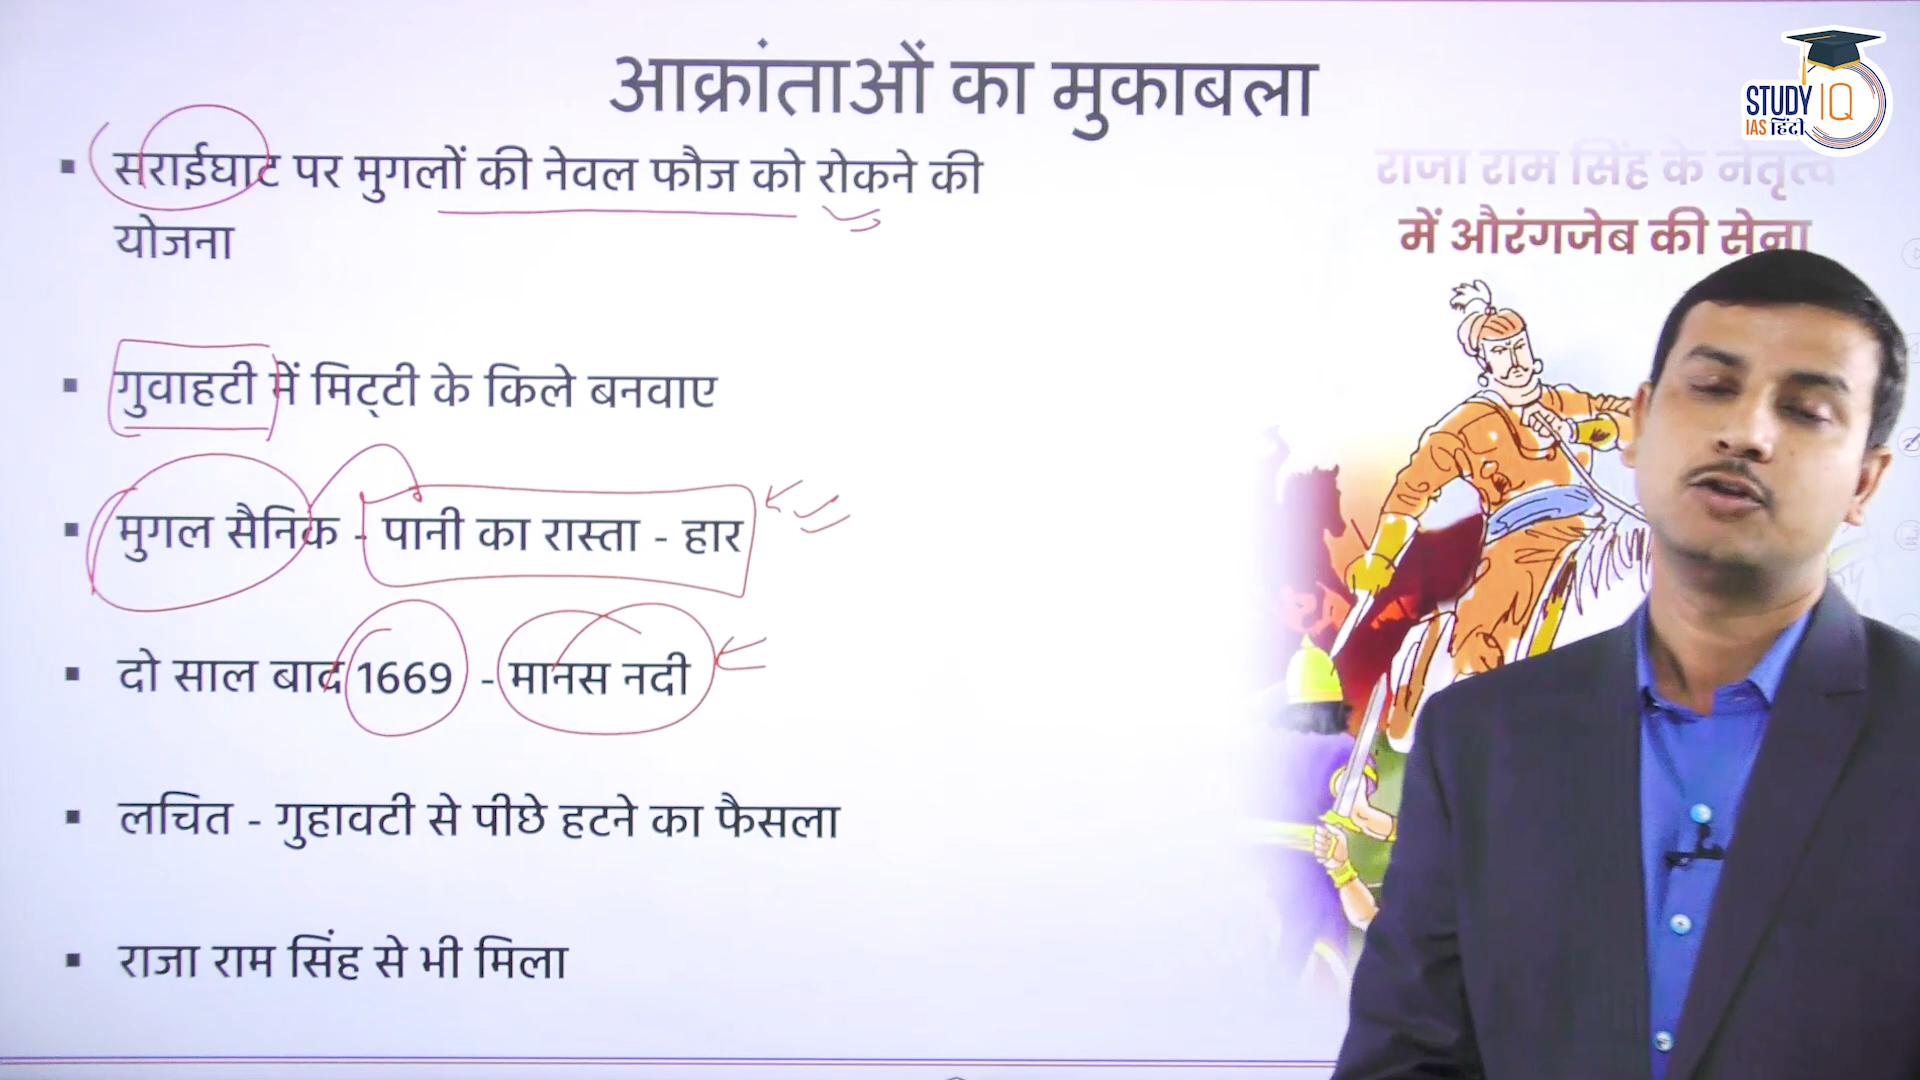 आक्रांताओं का मुकाबला
STUDY IQ
IAS हिंदी
▪ सराईघाट पर मुगलों की नेवल फौज को रोकने की
योजना
▪ गुवाहटी में मिट्टी के किले बनवाए
▪ मुगल सैनिक - पानी का रास्ता - हार
▪ दो साल बाद 1669 - मानस नदी
▪ लचित - गुहावटी से पीछे हटने का फैसला
▪ राजा राम सिंह से भी मिला
राजा राम सिंह के नेतृत्व
में औरंगजेब की सेना